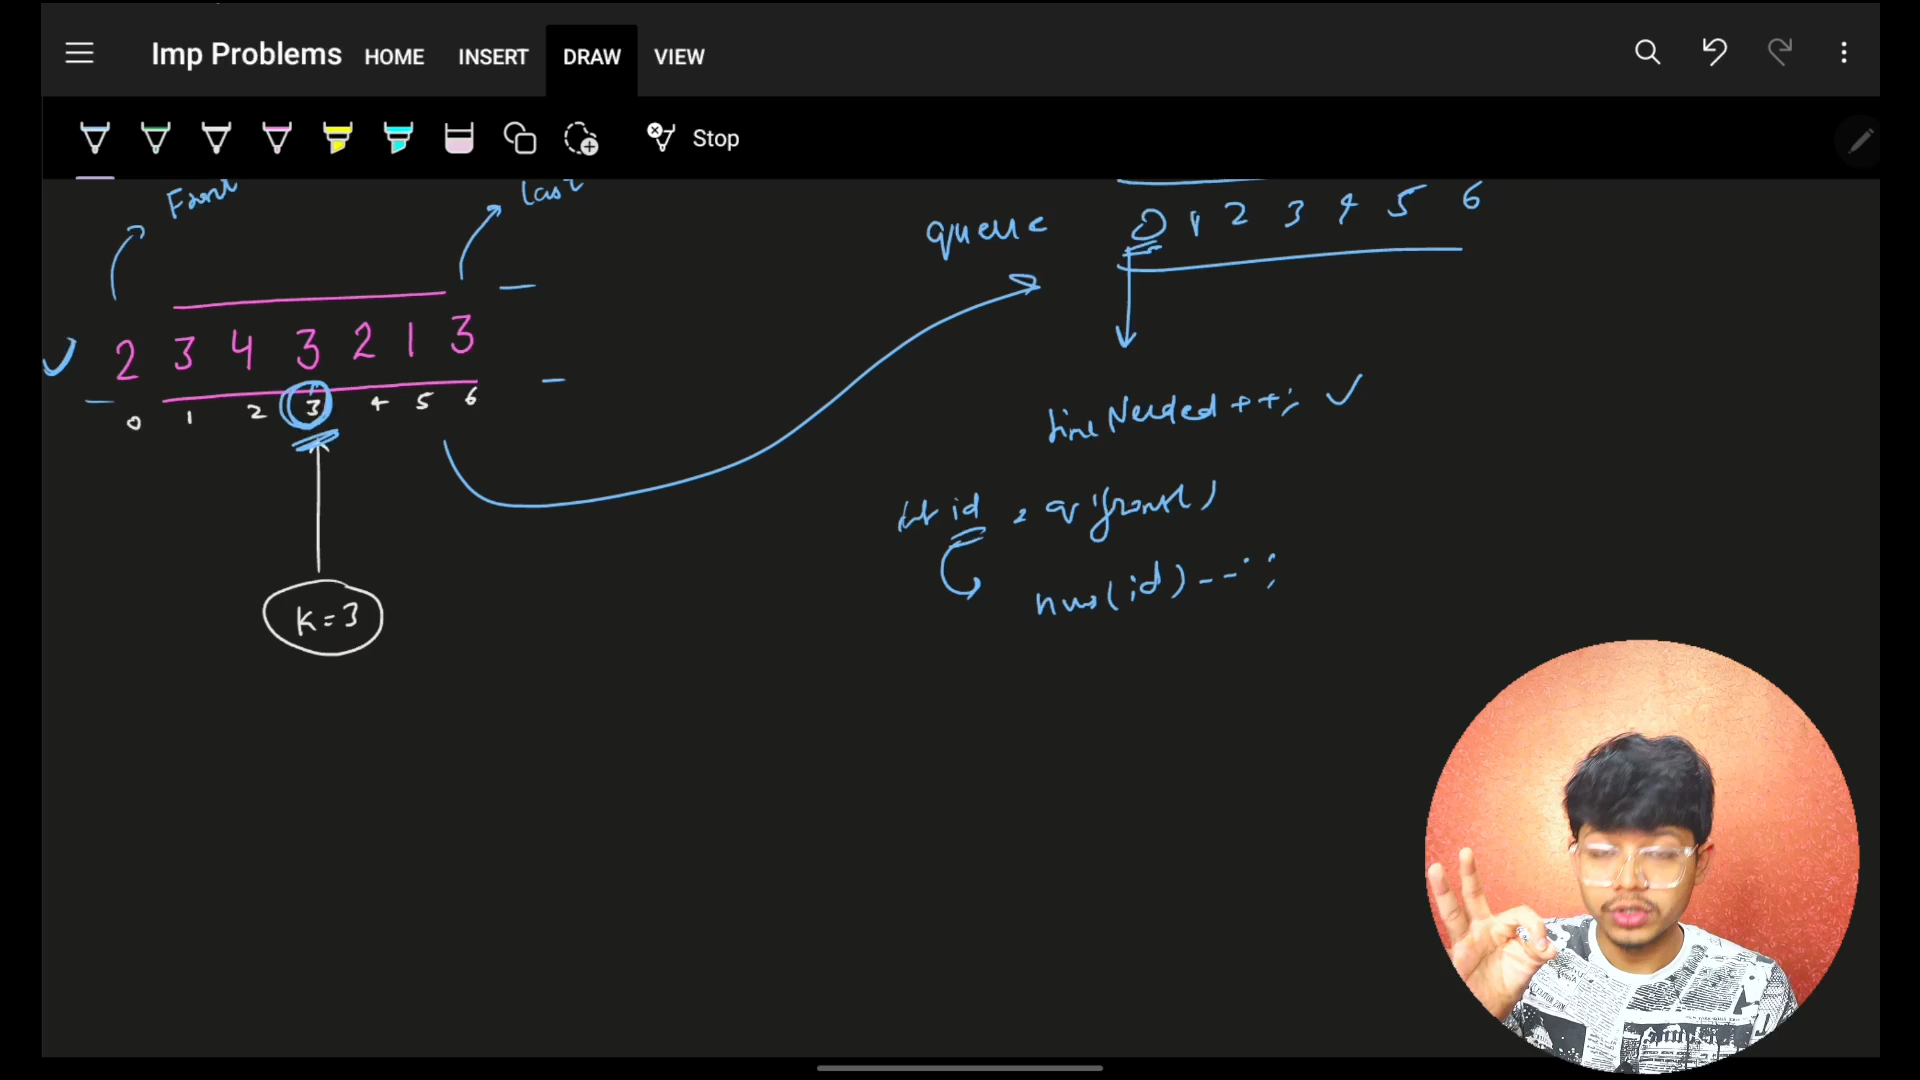 Imp Problems HOME INSERT DRAW VIEW
Stop
Front
last
queue
0 1 2 3 4 5 6
2 3 4 3 2 1 3
0 1 2 3 4 5 6
timeNeeded++; ✓
int id = q.front()
nums(id)--;
K=3